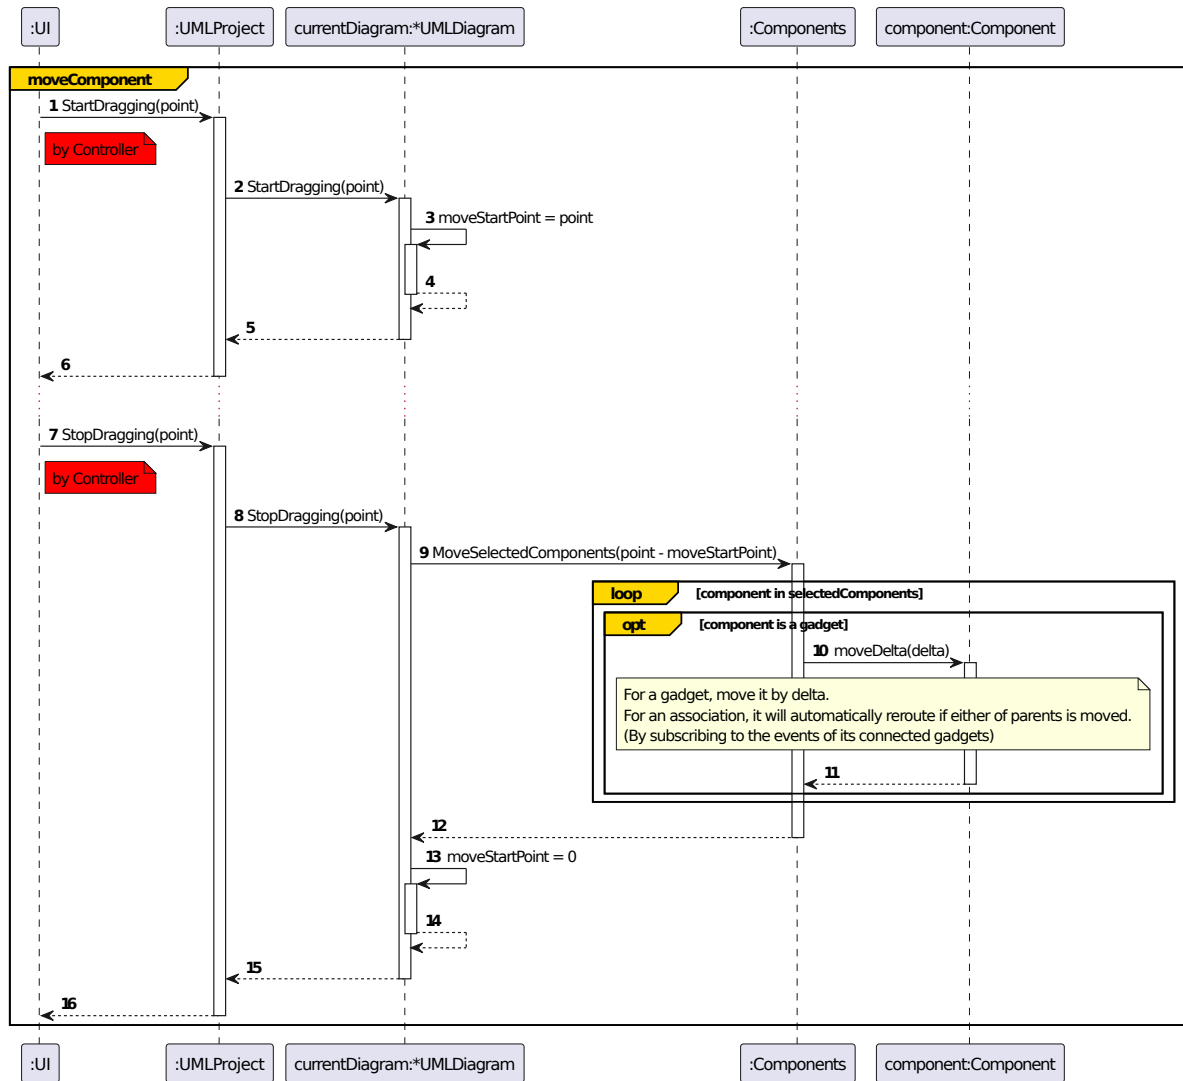 :UI
:UMLProject
currentDiagram:*UMLDiagram
:Components
component:Component
moveComponent
1 StartDragging(point)
by Controller
2 StartDragging(point)
3 moveStartPoint = point
4
5
6
7 StopDragging(point)
by Controller
8 StopDragging(point)
9 MoveSelectedComponents(point - moveStartPoint)
loop [component in selectedComponents]
opt [component is a gadget]
10 moveDelta(delta)
For a gadget, move it by delta.
For an association, it will automatically reroute if either of parents is moved.
(By subscribing to the events of its connected gadgets)
11
12
13 moveStartPoint = 0
14
15
16
:UI
:UMLProject
currentDiagram:*UMLDiagram
:Components
component:Component